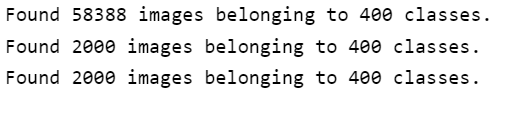 Found 58388 images belonging to 400 classes.
Found 2000 images belonging to 400 classes.
Found 2000 images belonging to 400 classes.